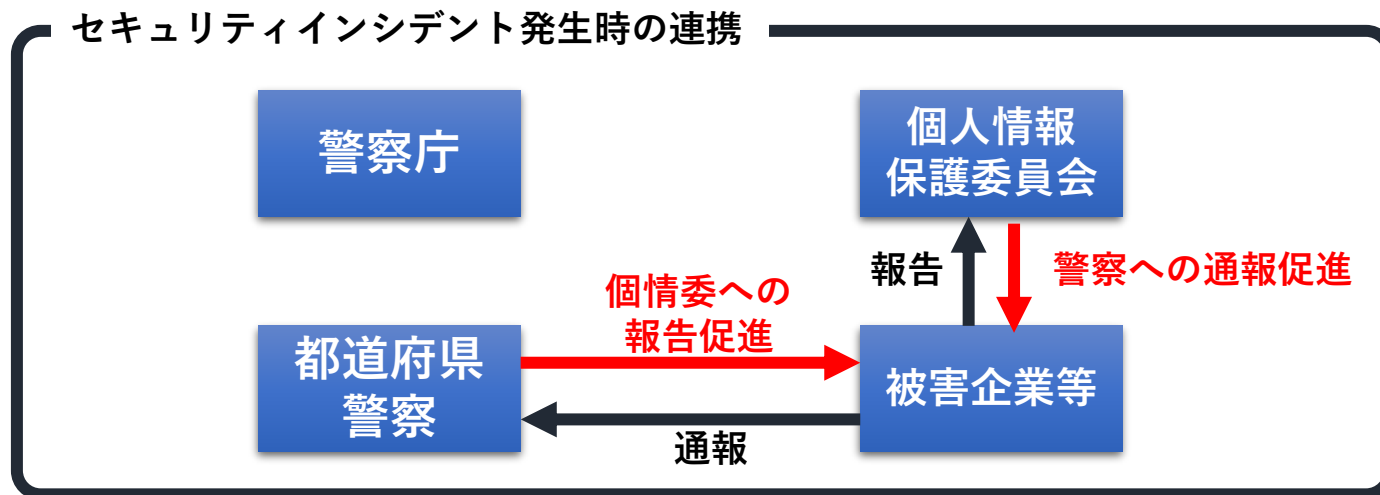 セキュリティインシデント発生時の連携
警察庁
個人情報
保護委員会
報告
警察への通報促進
個情委への
報告促進
都道府県
警察
被害企業等
通報